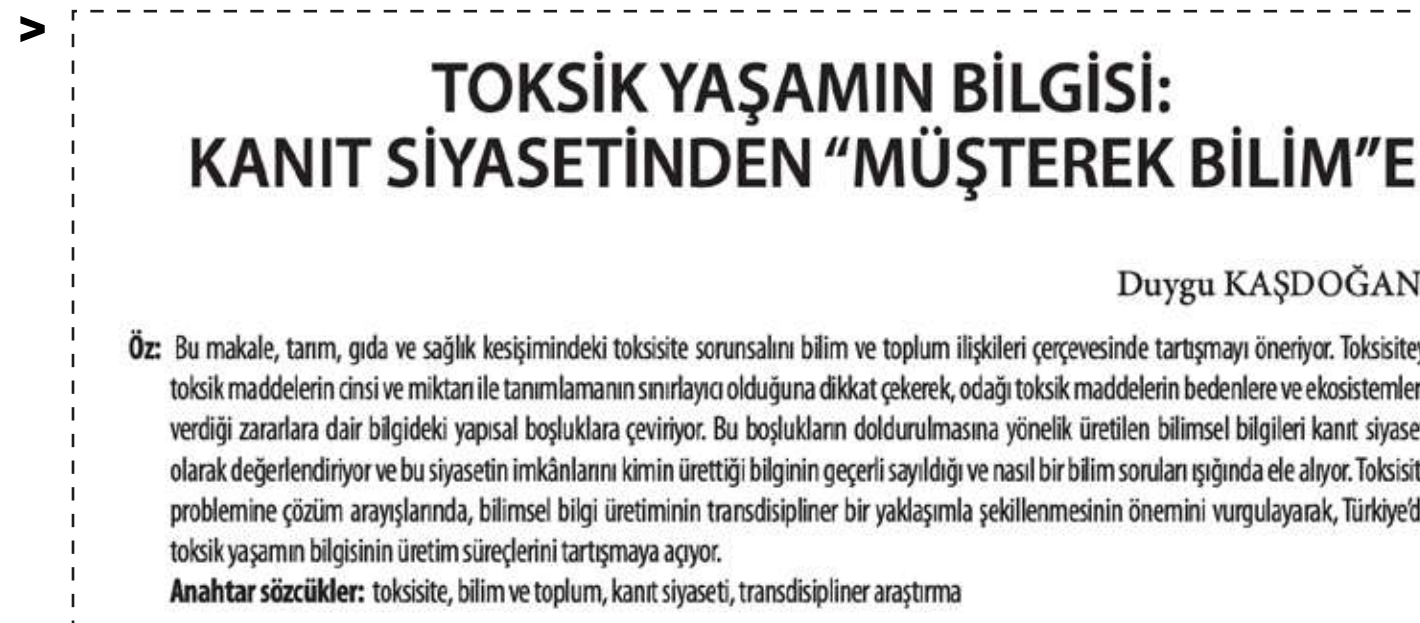 >
TOKSİK YAŞAMIN BİLGİSİ:
KANIT SİYASETİNDEN “MÜŞTEREK BİLİM”E
Duygu KAŞDOĞAN
Öz: Bu makale, tarım, gıda ve sağlık kesişimindeki toksisite sorunsalını bilim ve toplum ilişkileri çerçevesinde tartışmayı öneriyor. Toksisitey
toksik maddelerin cinsi ve miktarı ile tanımlamanın sınırlayıcı olduğuna dikkat çekerek, odağı toksik maddelerin bedenlere ve ekosistemler
verdiği zararlara dair bilgideki yapısal boşluklara çeviriyor. Bu boşlukların doldurulmasına yönelik üretilen bilimsel bilgileri kanıt siyase
olarak değerlendiriyor ve bu siyasetin imkânlarını kimin ürettiği bilginin geçerli sayıldığı ve nasıl bir bilim soruları ışığında ele alıyor. Toksisit
problemine çözüm arayışlarında, bilimsel bilgi üretiminin transdisipliner bir yaklaşımla şekillenmesinin önemini vurgulayarak, Türkiye’d
toksik yaşamın bilgisinin üretim süreçlerini tartışmaya açıyor.
Anahtar sözcükler: toksisite, bilim ve toplum, kanıt siyaseti, transdisipliner araştırma